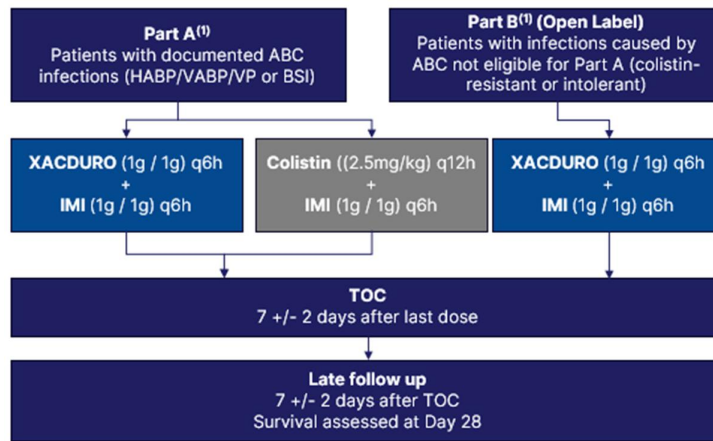 Part A(1)
Patients with documented ABC
infections (HABP/VABP/VP or BSI)
Part B(1) (Open Label)
Patients with infections caused by
ABC not eligible for Part A (colistin-
resistant or intolerant)
XACDURO (1g / 1g) q6h
+
IMI (1g / 1g) q6h
Colistin ((2.5mg/kg) q12h
+
IMI (1g / 1g) q6h
XACDURO (1g / 1g) q6h
+
IMI (1g / 1g) q6h
TOC
7 +/- 2 days after last dose
Late follow up
7 +/- 2 days after TOC
Survival assessed at Day 28